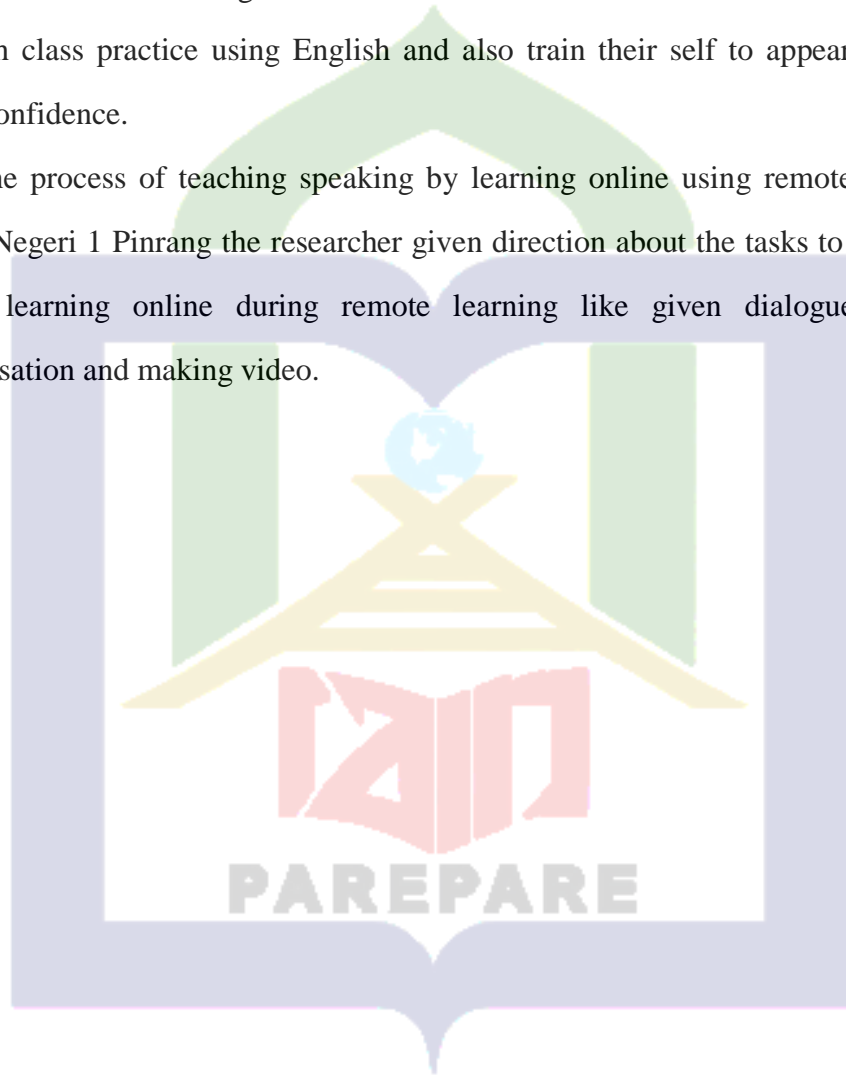 n class practice using English and also train their self to appear
onfidence.
ne process of teaching speaking by learning online using remote
Negeri 1 Pinrang the researcher given direction about the tasks to
learning online during remote learning like given dialogue
sation and making video.
iain
PAREPARE